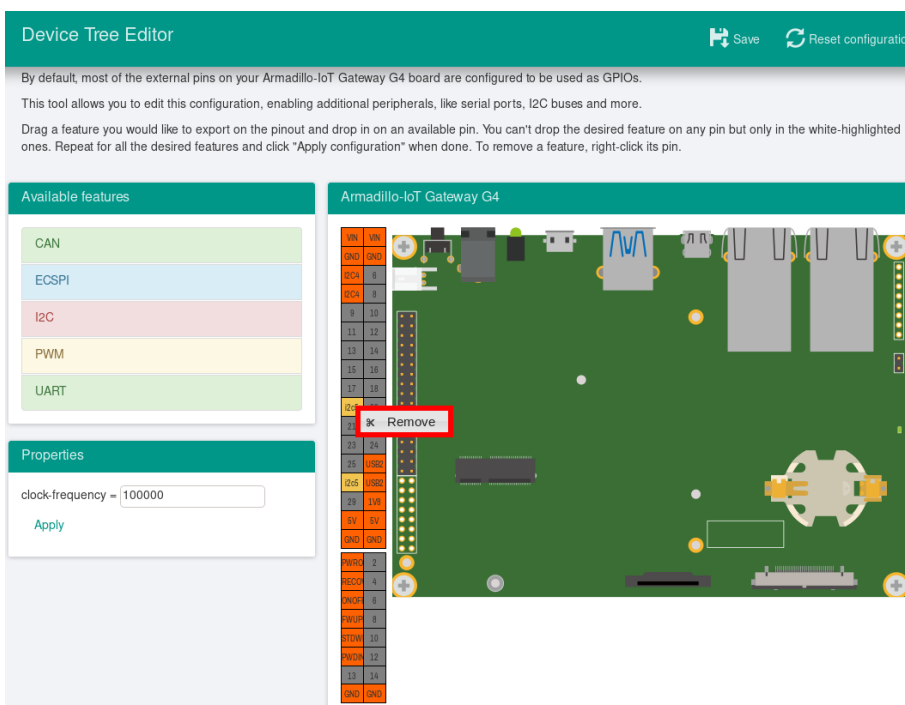 Device Tree Editor
Save
Reset configuratio
By default, most of the external pins on your Armadillo-IoT Gateway G4 board are configured to be used as GPIOs.
This tool allows you to edit this configuration, enabling additional peripherals, like serial ports, I2C buses and more.
Drag a feature you would like to export on the pinout and drop in on an available pin. You can't drop the desired feature on any pin but only in the white-highlighted
ones. Repeat for all the desired features and click "Apply configuration" when done. To remove a feature, right-click its pin.
Available features
CAN
ECSPI
I2C
PWM
UART
Properties
clock-frequency = 100000
Apply
Armadillo-IoT Gateway G4
VIN VIN
GND GND
I2C4 6
I2C4 8
9 10
11 12
13 14
15 16
17 18
Remove
23 24
25 USB2
i2c5 USB2
29 1V8
5V 5V
GND GND
PWRO 2
RECO 4
ONOF 6
FWUP 8
STDW 10
PWDIN 12
13 14
GND GND